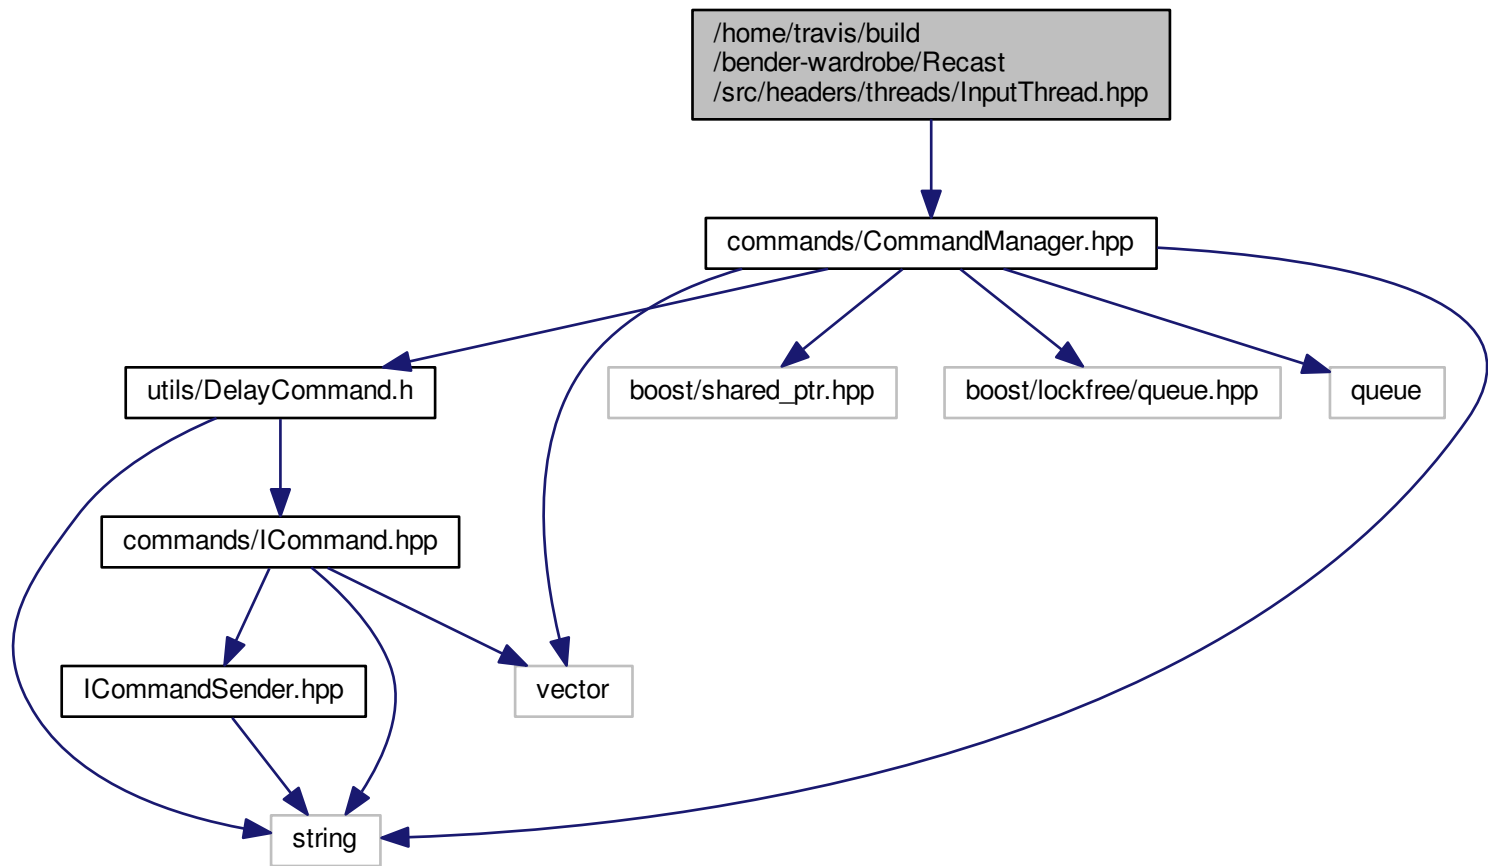 /home/travis/build
/bender-wardrobe/Recast
/src/headers/threads/InputThread.hpp
commands/CommandManager.hpp
utils/DelayCommand.h
boost/shared_ptr.hpp
boost/lockfree/queue.hpp
queue
commands/ICommand.hpp
ICommandSender.hpp
vector
string